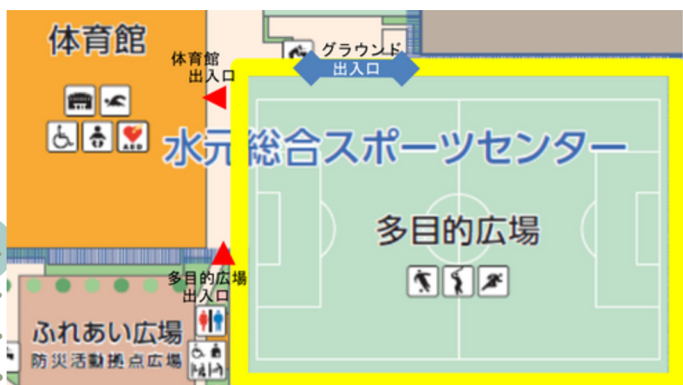 体育館
体育館
出入口
グラウンド
出入口
AED
水元総合スポーツセンター
多目的広場
多目的広場
出入口
ふれあい広場
防災活動拠点広場